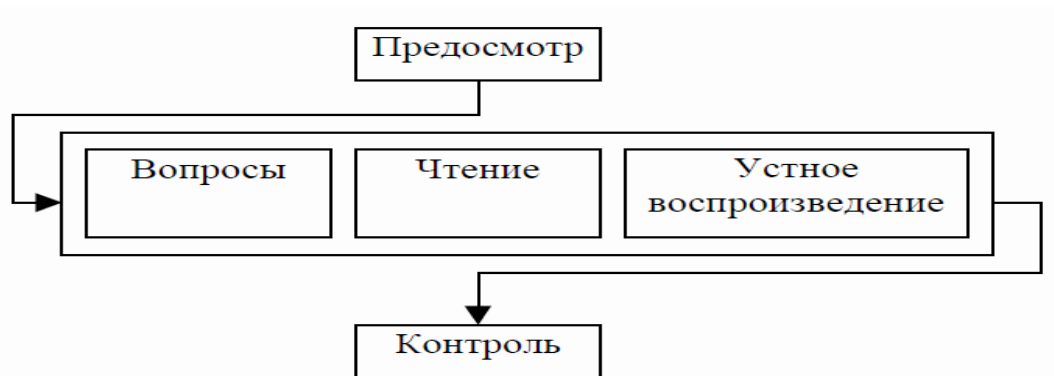 Предосмотр
Вопросы
Чтение
Устное
воспроизведение
Контроль